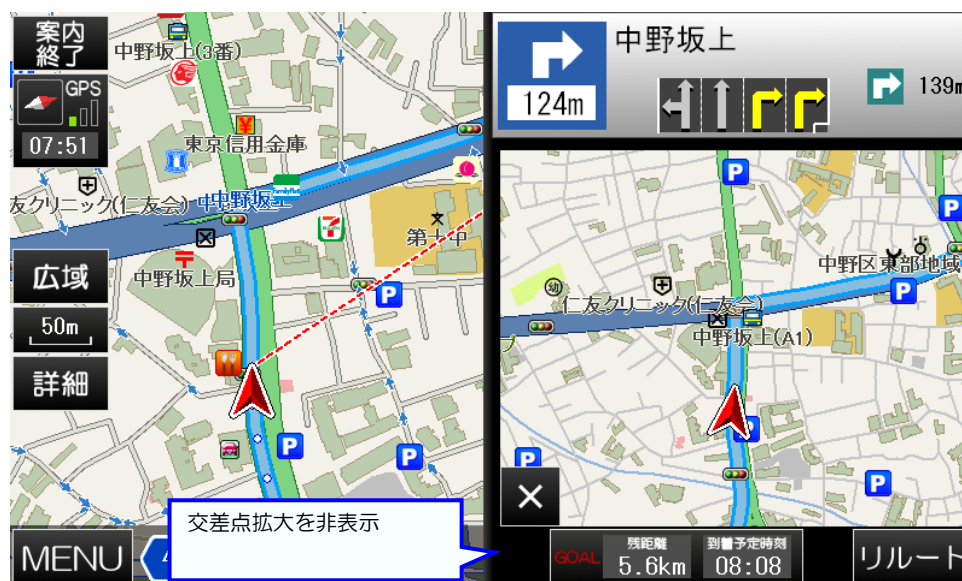 案内
終了
中野坂上(3番)
GPS
07:51
東京信用金庫
FamilyMart
友クリニック(仁友会)
中野坂上
第十中
中野坂上局
広域
50m
詳細
P
P
P
MENU
交差点拡大を非表示
中野坂上
124m
139m
P
P
中野区東部地域
幼
P
仁友クリニック(仁友会)
中野坂上(A1)
P
P
P
×
GOAL
残距離
5.6km
到着予定時刻
08:08
リルート